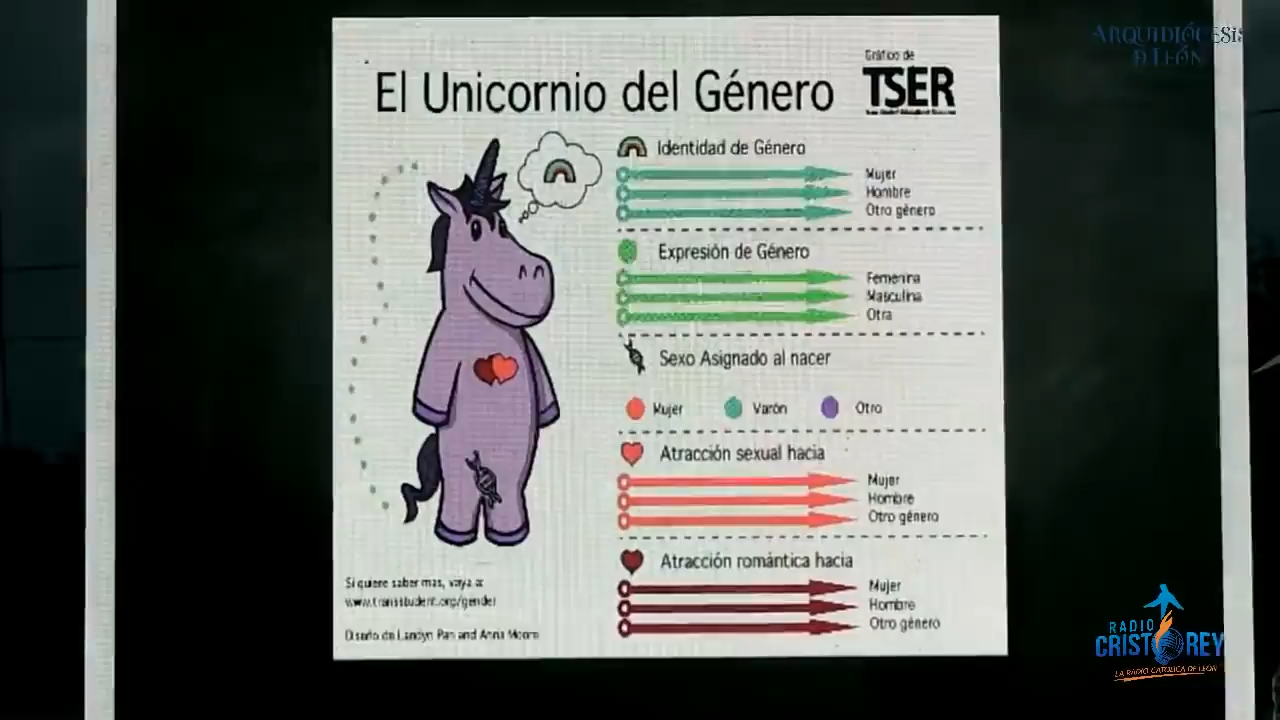 ARQUIDIÓCESIS
DE LEÓN
Gráfico de
TSER
El Unicornio del Género
Identidad de Género
Mujer
Hombre
Otro género
Expresión de Género
Femenina
Masculina
Otra
Sexo Asignado al nacer
Mujer
Varón
Otro
Atracción sexual hacia
Mujer
Hombre
Otro género
Atracción romántica hacia
Mujer
Hombre
Otro género
Si quiere saber mas, vaya a:
www.transstudent.org/gender
Diseño de Landyn Pan and Anna Moore
RADIO
CRISTO REY
LA RADIO CATOLICA DE LEÓN